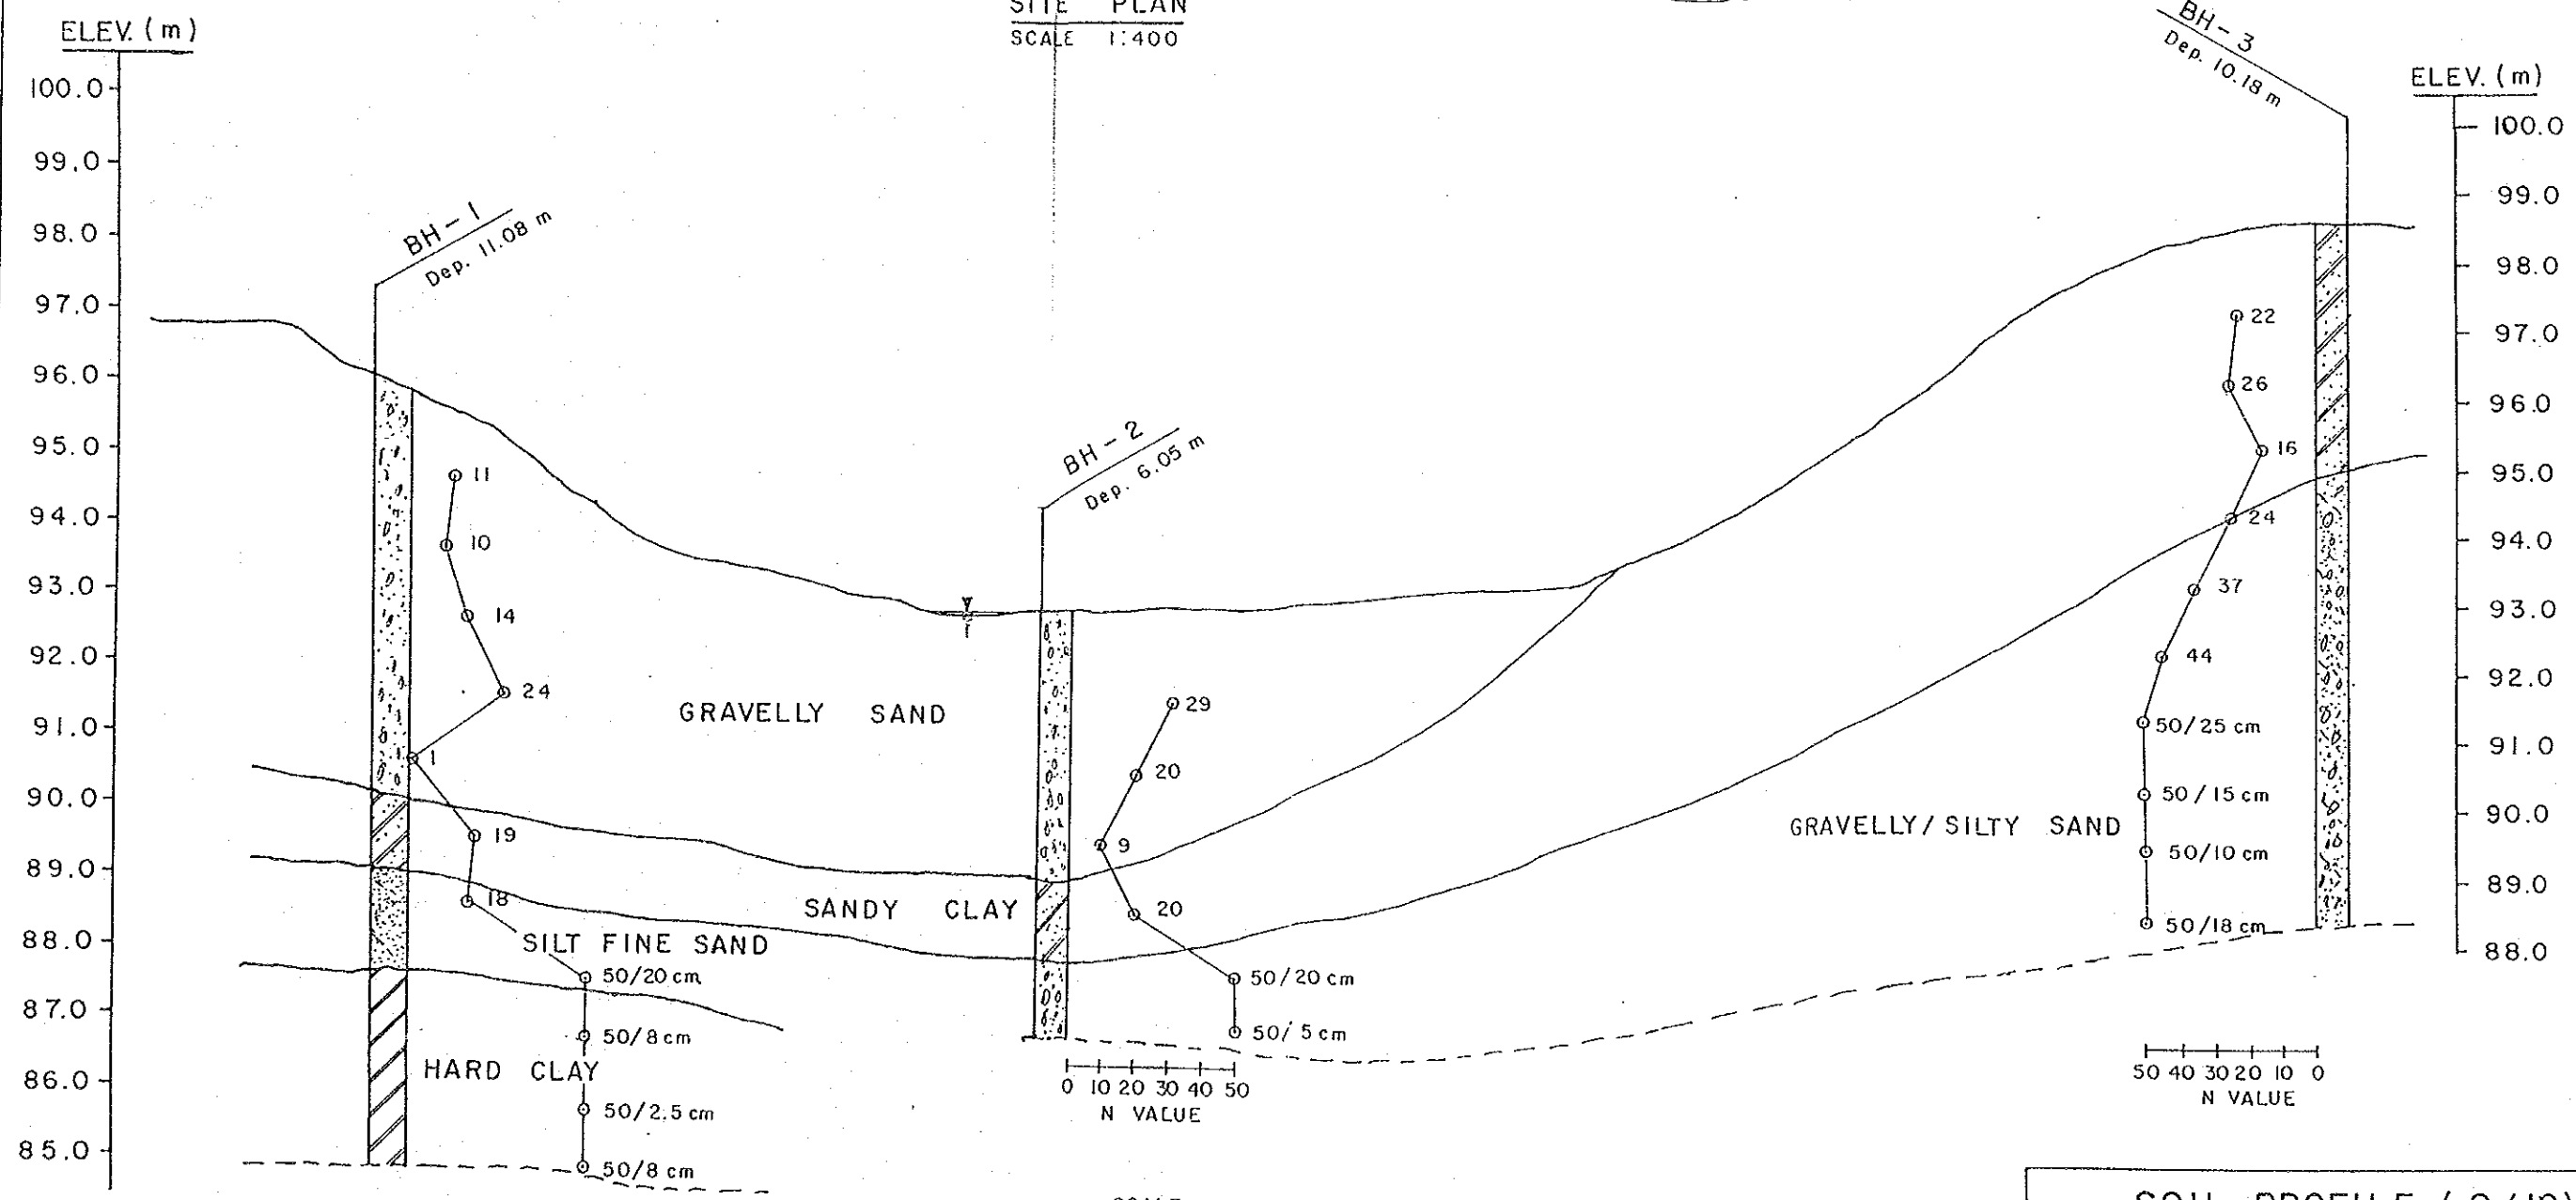 SITE PLAN
SCALE 1:400
ELEV. (m)
100.0
99.0
98.0
97.0
96.0
95.0
94.0
93.0
92.0
91.0
90.0
89.0
88.0
87.0
86.0
85.0
BH-1
Dep. 11.08 m
11
10
14
24
1
19
18
50/20 cm
50/8 cm
50/2.5 cm
50/8 cm
GRAVELLY SAND
SANDY CLAY
SILT FINE SAND
HARD CLAY
BH-2
Dep. 6.05 m
29
20
9
20
50/20 cm
50/5 cm
0 10 20 30 40 50
N VALUE
GRAVELLY/SILTY SAND
BH-3
Dep. 10.18 m
22
26
16
24
37
44
50/25 cm
50/15 cm
50/10 cm
50/18 cm
50 40 30 20 10 0
N VALUE
ELEV. (m)
100.0
99.0
98.0
97.0
96.0
95.0
94.0
93.0
92.0
91.0
90.0
89.0
88.0